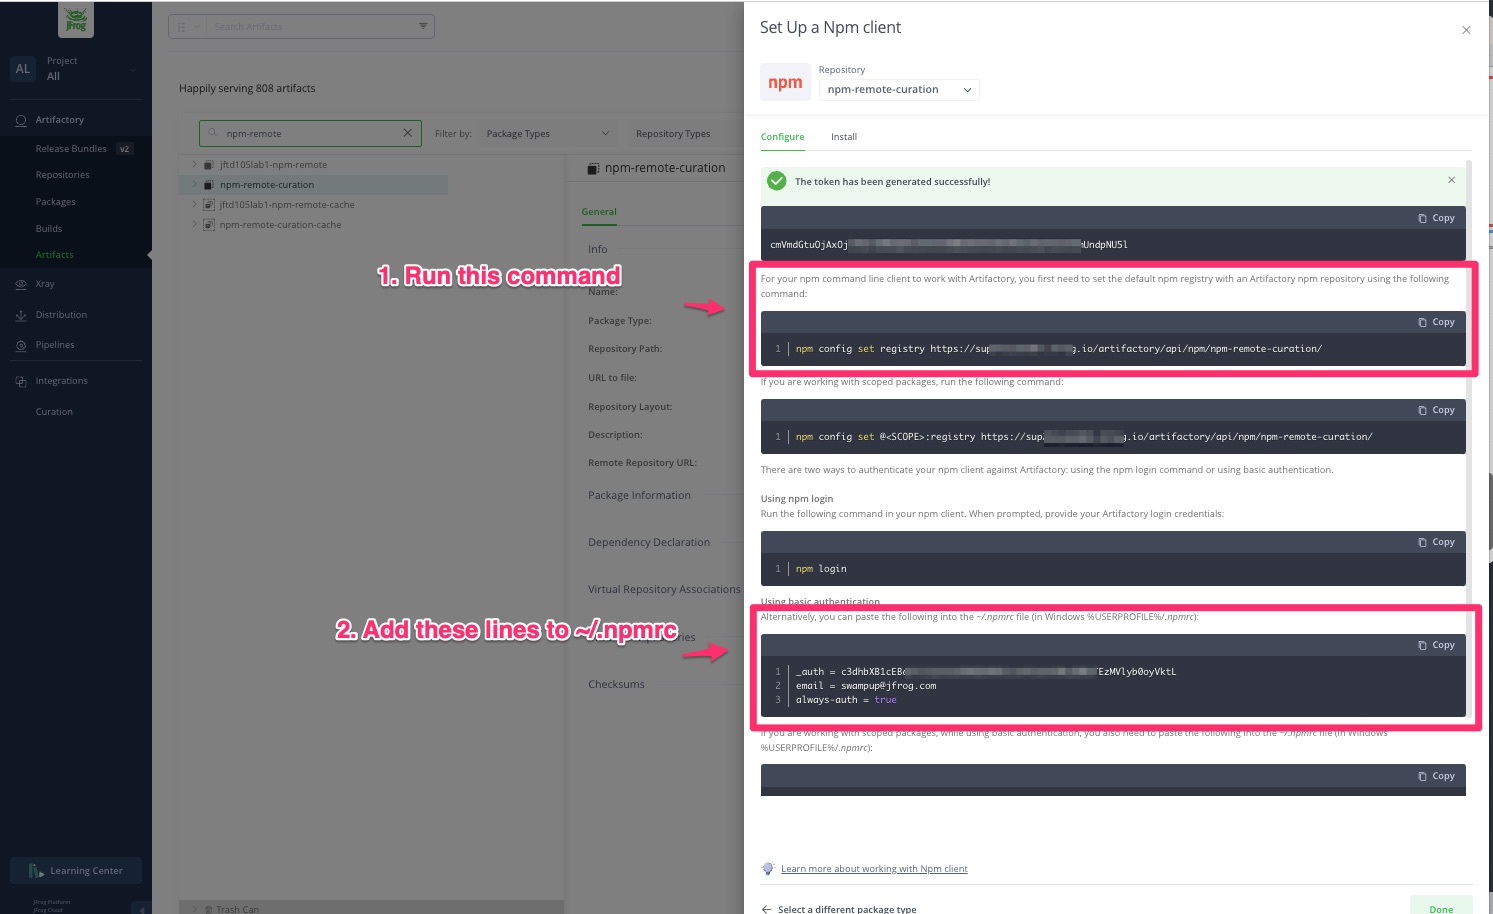 JFrog
Search Artifacts
Set Up a Npm client
AL
Project
All
npm
Repository
npm-remote-curation
Happily serving 808 artifacts
Artifactory
npm-remote
Filter by:
Package Types
Repository Types
Configure
Install
Release Bundles
v2
Repositories
Packages
Builds
Artifacts
Xray
Distribution
Pipelines
Integrations
Curation
jftd105lab1-npm-remote
npm-remote-curation
jftd105lab1-npm-remote-cache
npm-remote-curation-cache
npm-remote-curation
General
Info
Name:
Package Type:
Repository Path:
URL to file:
Repository Layout:
Description:
Remote Repository URL:
Package Information
Dependency Declaration
Virtual Repository Associations
Checksums
1. Run this command
2. Add these lines to ~/.npmrc
The token has been generated successfully!
Copy
cmVmdGtuOjAxOj UndpNU5l
For your npm command line client to work with Artifactory, you first need to set the default npm registry with an Artifactory npm repository using the following
command:
Copy
1 npm config set registry https://sup g.io/artifactory/api/npm/npm-remote-curation/
If you are working with scoped packages, run the following command:
Copy
1 npm config set @<SCOPE>:registry https://sup g.io/artifactory/api/npm/npm-remote-curation/
There are two ways to authenticate your npm client against Artifactory: using the npm login command or using basic authentication.
Using npm login
Run the following command in your npm client. When prompted, provide your Artifactory login credentials:
Copy
1 npm login
Using basic authentication
Alternatively, you can paste the following into the ~/.npmrc file (in Windows %USERPROFILE%/.npmrc):
Copy
1 _auth = c3dhbXB1cEB EzMVlyb0oyVktL
2 email = swampup@jfrog.com
3 always-auth = true
If you are working with scoped packages, while using basic authentication, you also need to paste the following into the ~/.npmrc file (in Windows
%USERPROFILE%/.npmrc):
Copy
Learn more about working with Npm client
Select a different package type
Done
Learning Center
JFrog Platform
JFrog Cloud
Trash Can